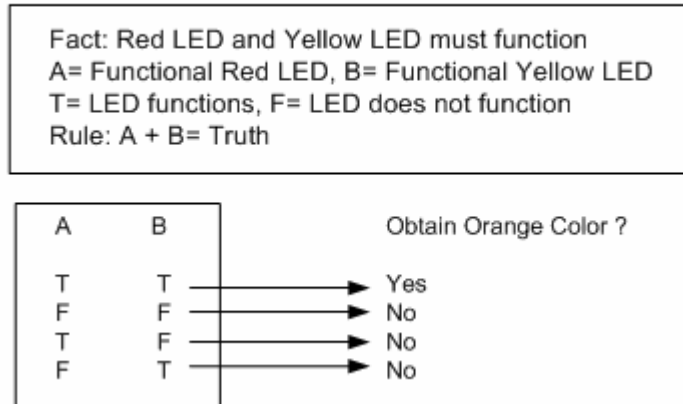 Fact: Red LED and Yellow LED must function
A= Functional Red LED, B= Functional Yellow LED
T= LED functions, F= LED does not function
Rule: A + B= Truth
A B Obtain Orange Color ?
T T Yes
F F No
T F No
F T No